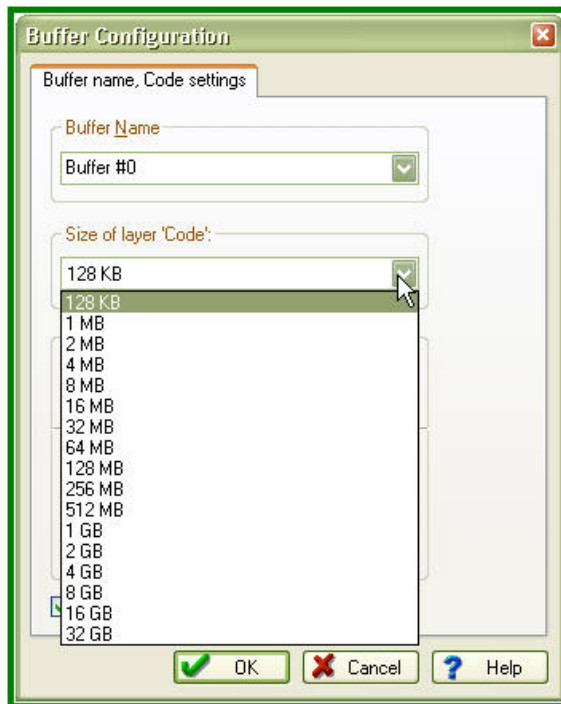 Buffer Configuration
Buffer name, Code settings
Buffer Name
Buffer #0
Size of layer 'Code':
128 KB
128 KB
1 MB
2 MB
4 MB
8 MB
16 MB
32 MB
64 MB
128 MB
256 MB
512 MB
1 GB
2 GB
4 GB
8 GB
16 GB
32 GB
OK
Cancel
? Help